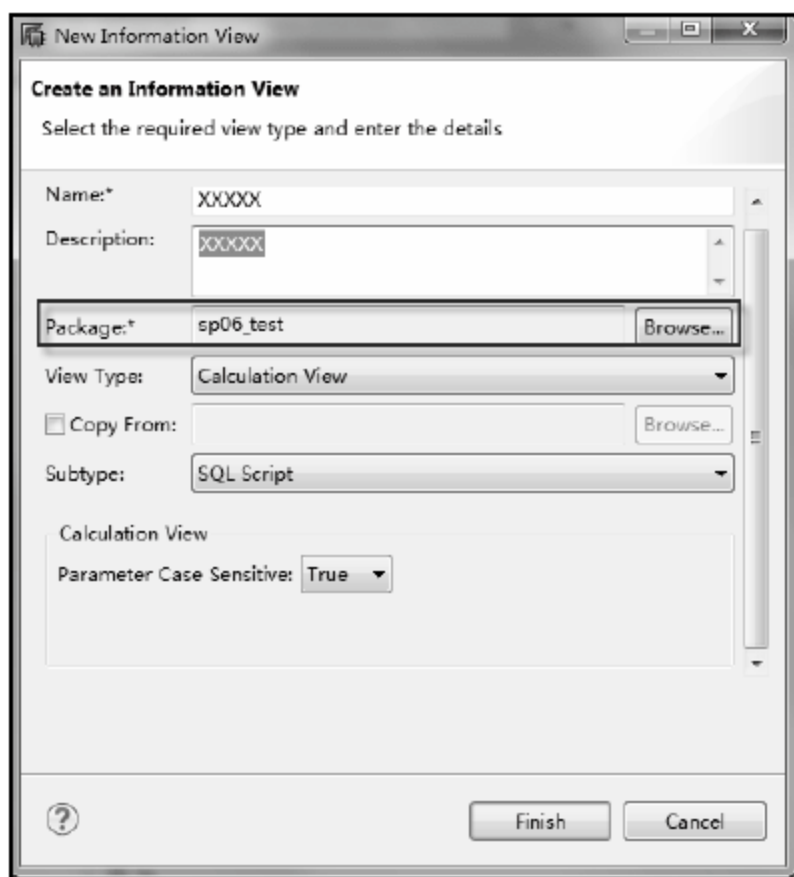 New Information View
Create an Information View
Select the required view type and enter the details
Name:* XXXXX
Description: XXXXX
Package:* sp06_test Browse...
View Type: Calculation View
Copy From: Browse...
Subtype: SQL Script
Calculation View
Parameter Case Sensitive: True
Finish Cancel